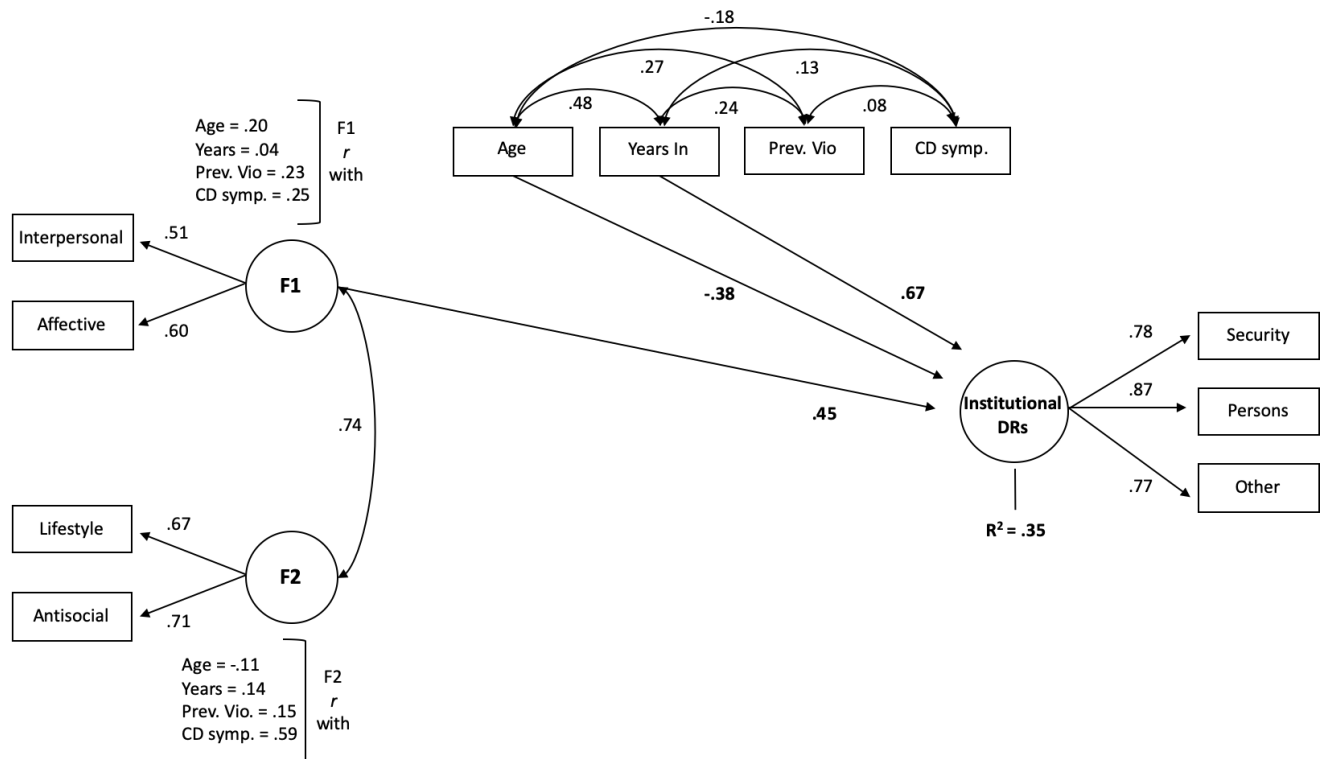 -.18
.27
.13
.48
.24
.08
Age
Years In
Prev. Vio
CD symp.
Age = .20
Years = .04
Prev. Vio = .23
CD symp. = .25
F1
r
with
Interpersonal
.51
F1
Affective
.60
-.38
.67
.45
.74
Institutional
DRs
R² = .35
.78
Security
.87
Persons
.77
Other
Lifestyle
.67
F2
Antisocial
.71
Age = -.11
Years = .14
Prev. Vio. = .15
CD symp. = .59
F2
r
with